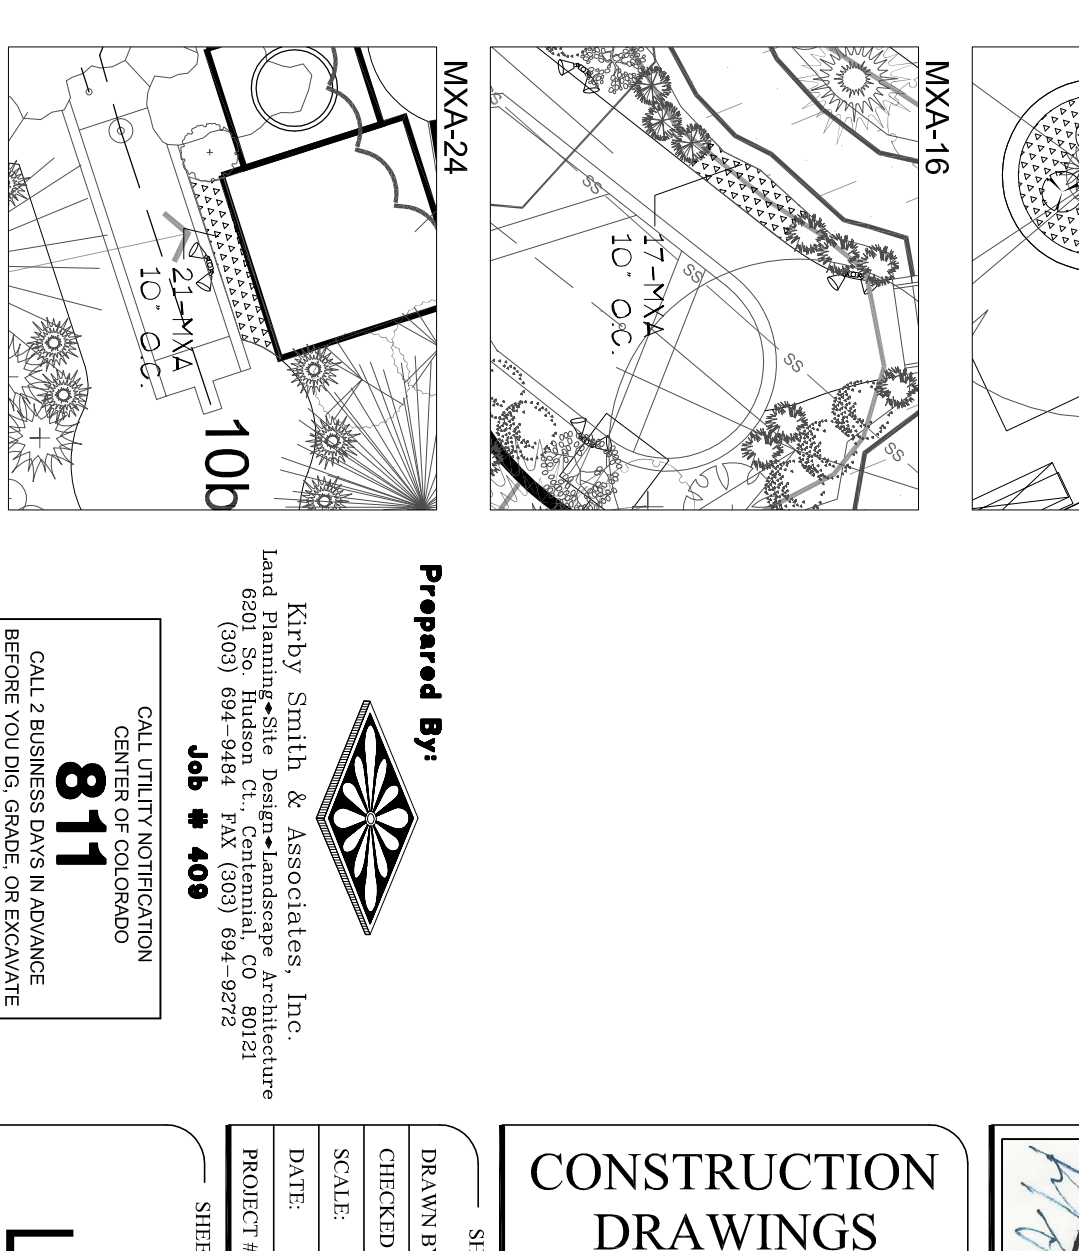 MXA-24
21-MXA
10" O.C.
10b
MXA-16
17-MXA
10" O.C.
SS
SS
SS
SS
SS
Prepared By:
Kirby Smith & Associates, Inc.
Land Planning◆Site Design◆Landscape Architecture
6201 So. Hudson Ct., Centennial, CO 80121
(303) 694-9484 FAX (303) 694-9272
Job # 409
CALL UTILITY NOTIFICATION
CENTER OF COLORADO
811
CALL 2 BUSINESS DAYS IN ADVANCE
BEFORE YOU DIG, GRADE, OR EXCAVATE
CONSTRUCTION
DRAWINGS
DRAWN B
CHECKED
SCALE:
DATE:
PROJECT #
SHEE
SH
L